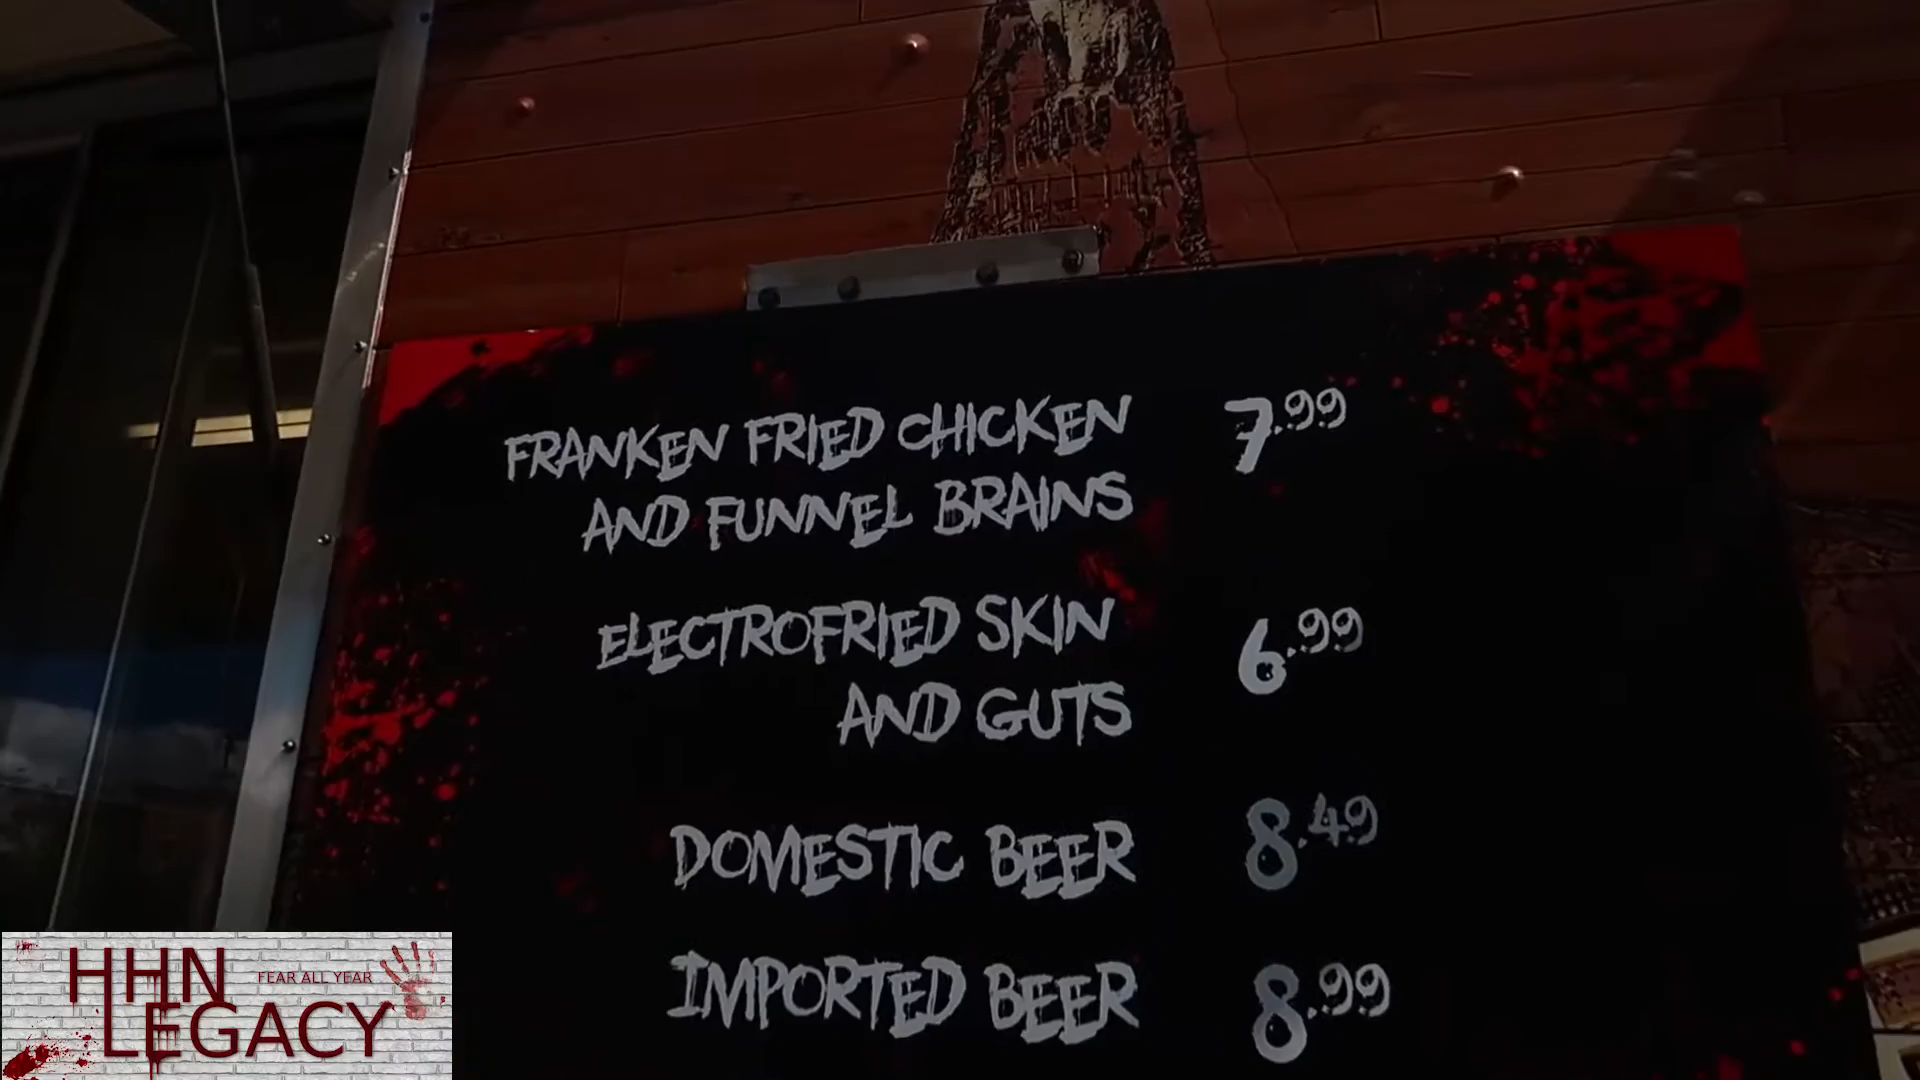 FRANKEN FRIED CHICKEN 7.99
AND FUNNEL BRAINS
ELECTROFRIED SKIN 6.99
AND GUTS
DOMESTIC BEER 8.49
IMPORTED BEER 8.99
HHN FEAR ALL YEAR
LEGACY